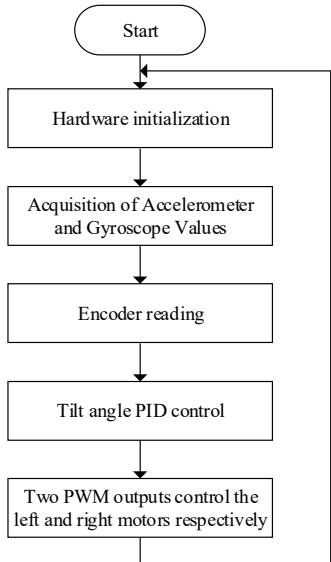 Start
Hardware initialization
Acquisition of Accelerometer
and Gyroscope Values
Encoder reading
Tilt angle PID control
Two PWM outputs control the
left and right motors respectively